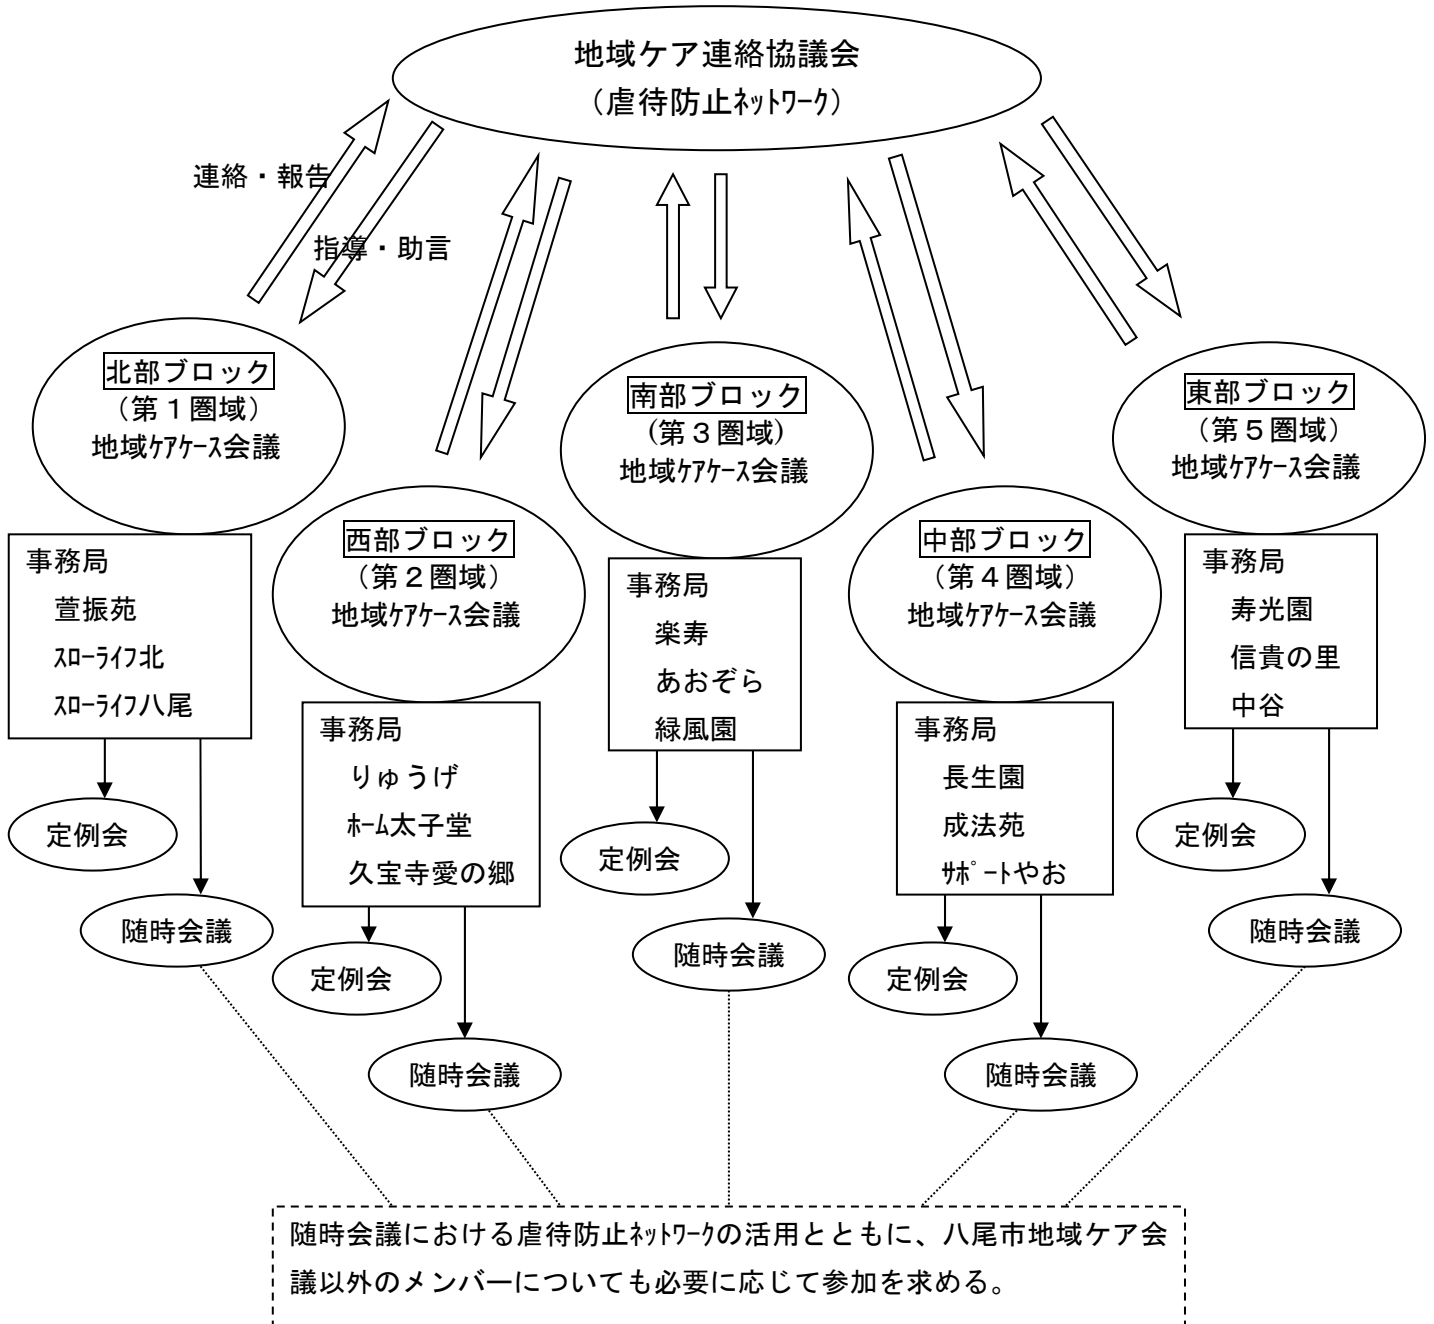 地域ケア連絡協議会
（虐待防止ﾈｯﾄﾜｰｸ）
連絡・報告
指導・助言
北部ブロック
（第１圏域）
地域ｹｱｹｰｽ会議
事務局
萱振苑
ｽﾛｰﾗｲﾌ北
ｽﾛｰﾗｲﾌ八尾
定例会
随時会議
西部ブロック
（第２圏域）
地域ｹｱｹｰｽ会議
事務局
りゅうげ
ﾎｰﾑ太子堂
久宝寺愛の郷
定例会
随時会議
南部ブロック
（第３圏域）
地域ｹｱｹｰｽ会議
事務局
楽寿
あおぞら
緑風園
定例会
随時会議
中部ブロック
（第４圏域）
地域ｹｱｹｰｽ会議
事務局
長生園
成法苑
ｻﾎﾟｰﾄやお
定例会
随時会議
東部ブロック
（第５圏域）
地域ｹｱｹｰｽ会議
事務局
寿光園
信貴の里
中谷
定例会
随時会議
随時会議における虐待防止ﾈｯﾄﾜｰｸの活用とともに、八尾市地域ケア会
議以外のメンバーについても必要に応じて参加を求める。